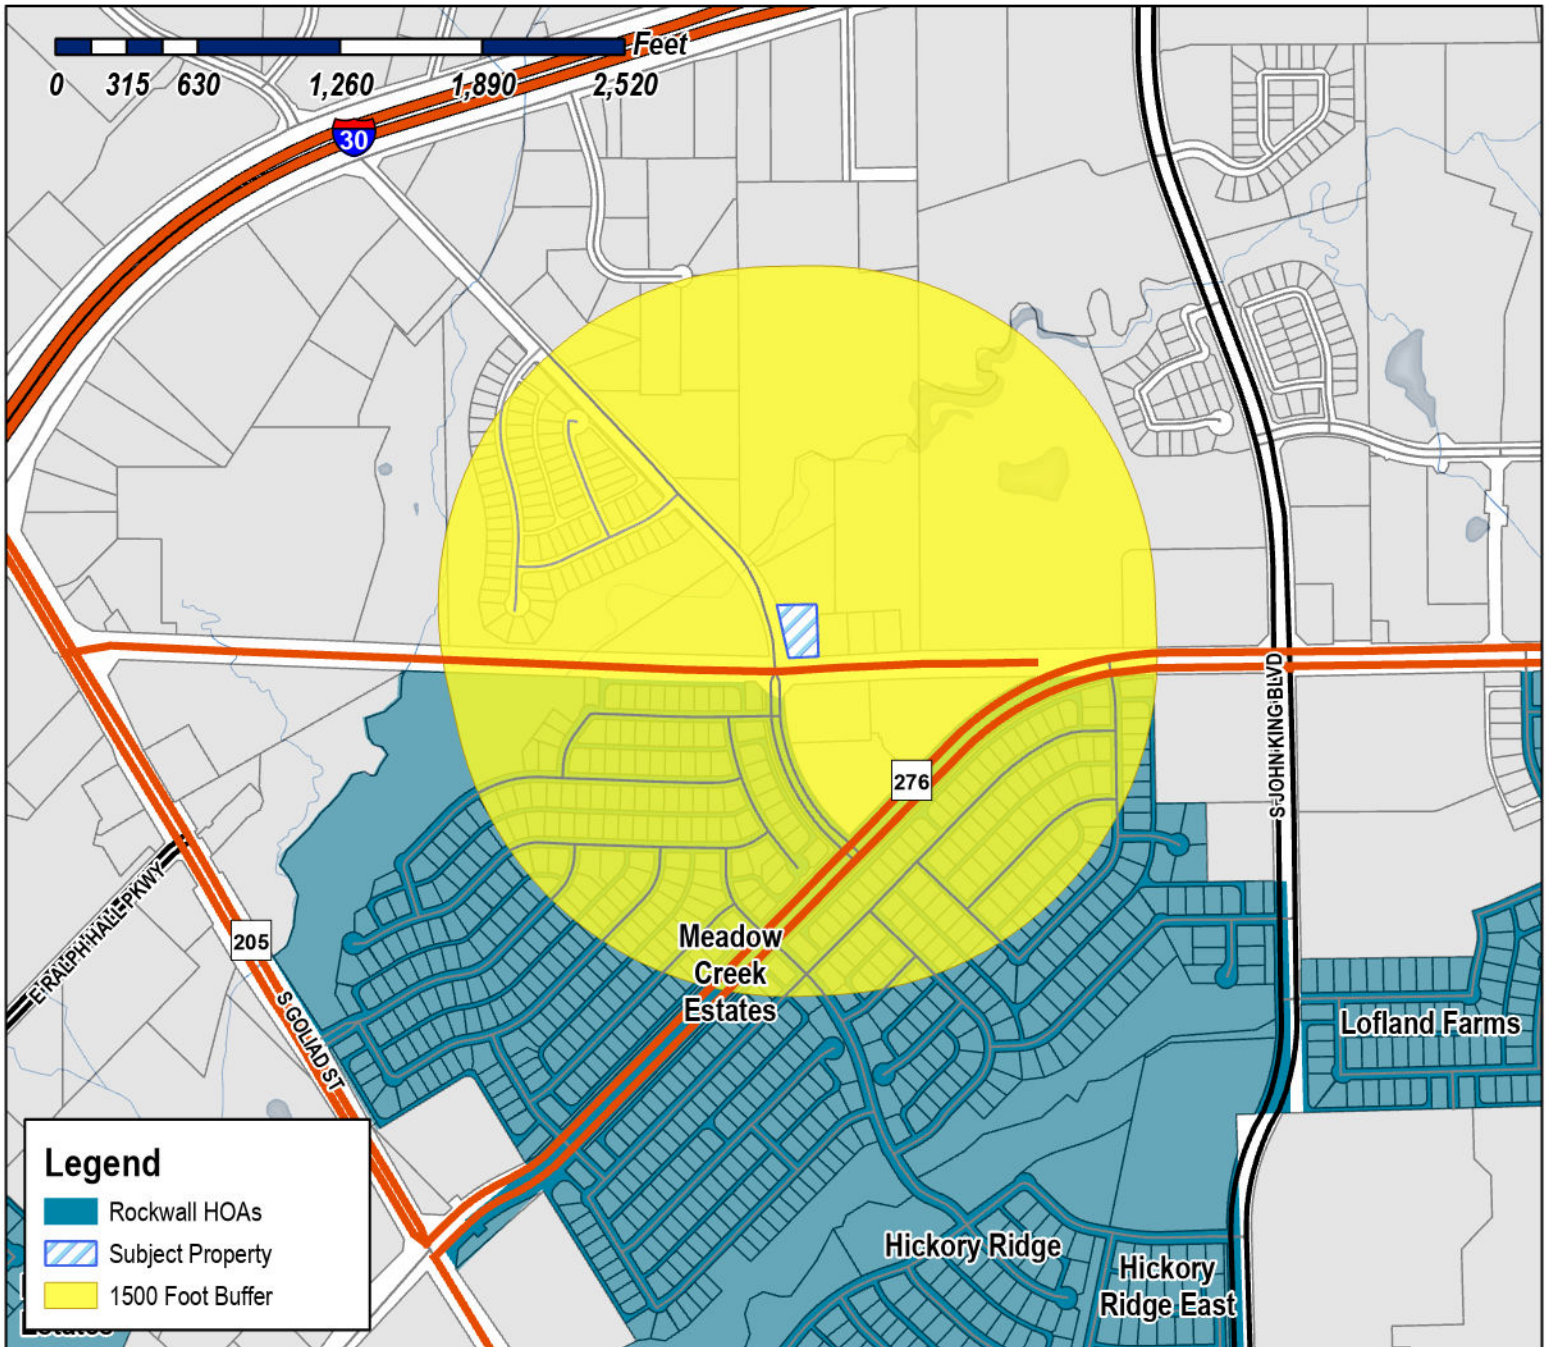 Feet
0 315 630 1,260 1,890 2,520
30
276
S JOHN KING BLVD
E RALPH HALL PKWY
205
S GOLIAD ST
Meadow
Creek
Estates
Lofland Farms
Hickory Ridge
Hickory
Ridge East
Legend
Rockwall HOAs
Subject Property
1500 Foot Buffer
Estates